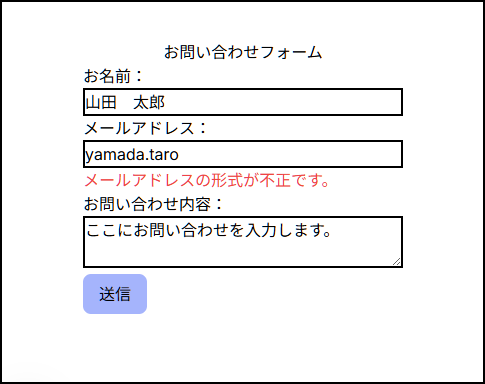 お問い合わせフォーム
お名前：
山田　太郎
メールアドレス：
yamada.taro
メールアドレスの形式が不正です。
お問い合わせ内容：
ここにお問い合わせを入力します。
送信